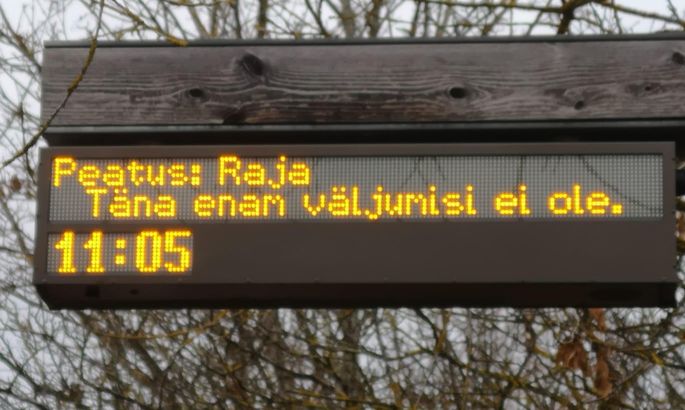 Peatus: Raja
Täna enam väljumisi ei ole.
11:05